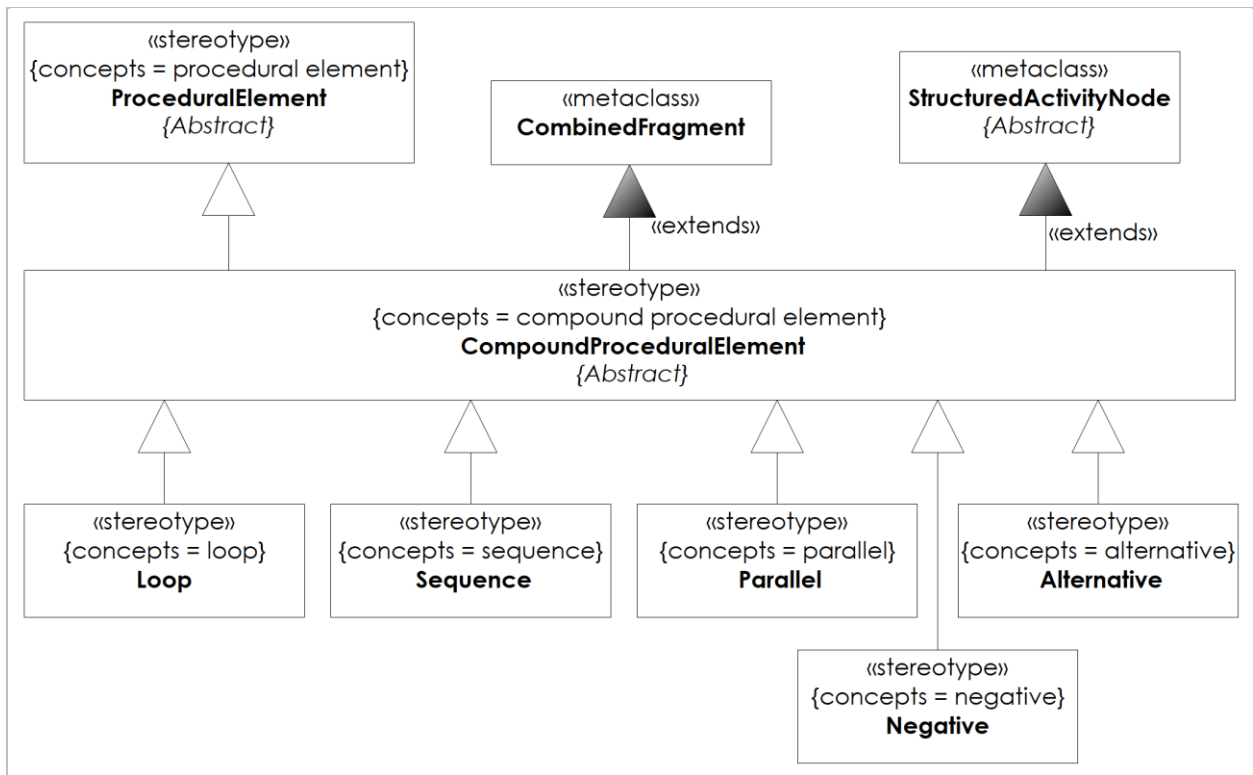 «stereotype»
{concepts = procedural element}
ProceduralElement
{Abstract}
«metaclass»
CombinedFragment
«metaclass»
StructuredActivityNode
{Abstract}
«extends»
«extends»
«stereotype»
{concepts = compound procedural element}
CompoundProceduralElement
{Abstract}
«stereotype»
{concepts = loop}
Loop
«stereotype»
{concepts = sequence}
Sequence
«stereotype»
{concepts = parallel}
Parallel
«stereotype»
{concepts = alternative}
Alternative
«stereotype»
{concepts = negative}
Negative